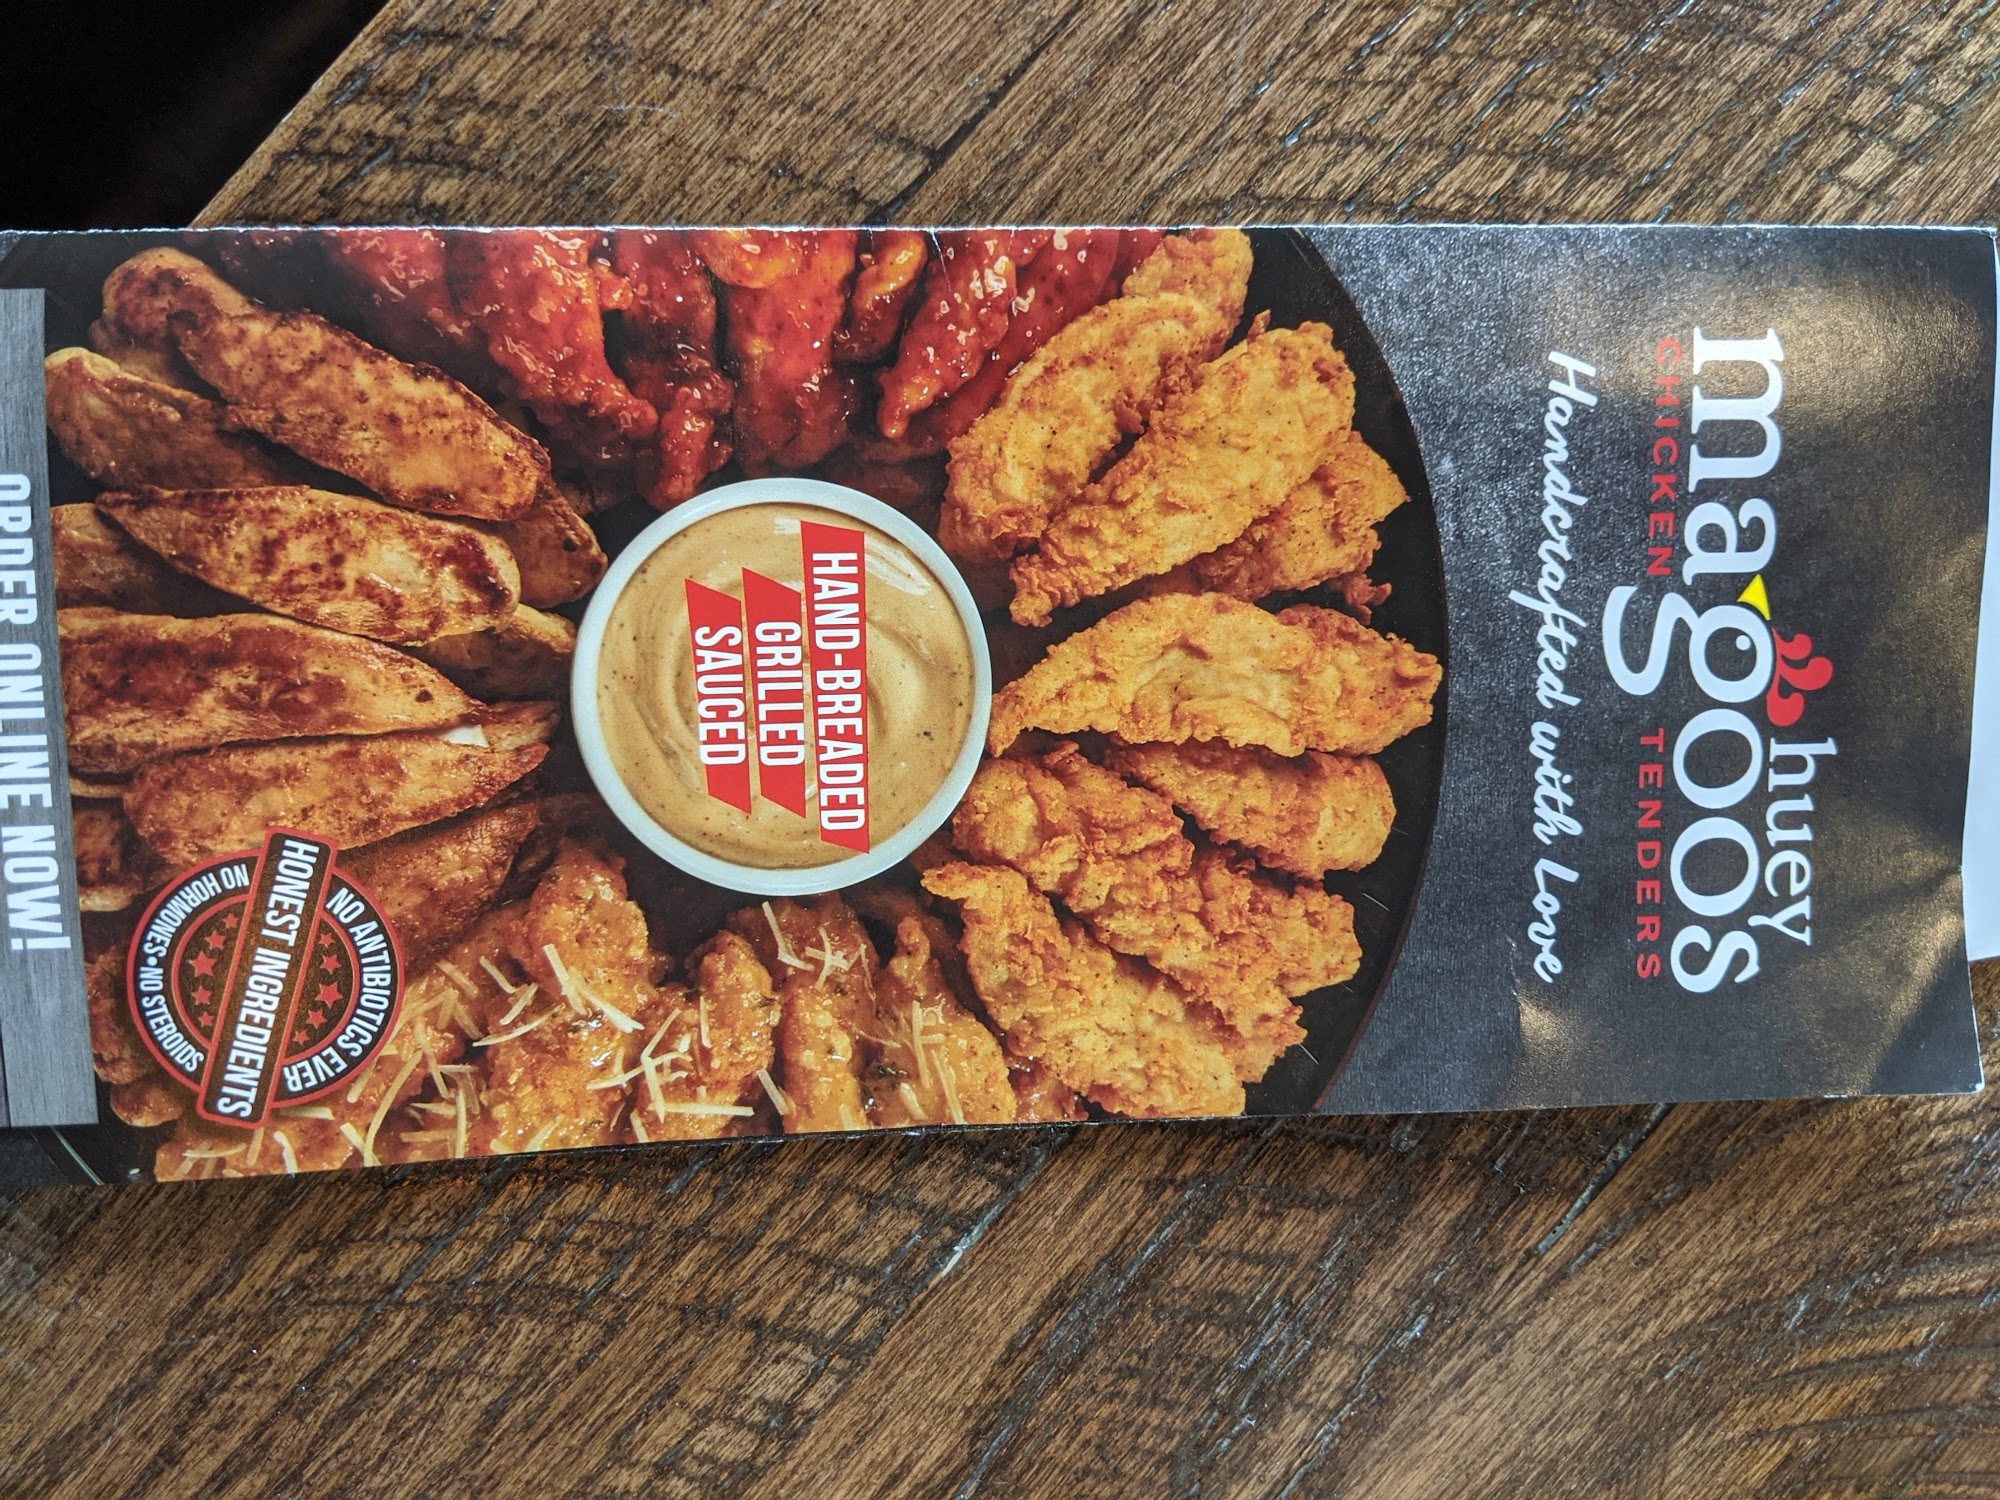 huey
magoos
CHICKEN TENDERS
Handcrafted with Love
HAND-BREADED
GRILLED
SAUCED
NO ANTIBIOTICS EVER
HONEST INGREDIENTS
NO HORMONES • NO STEROIDS
ORDER ONLINE NOW!